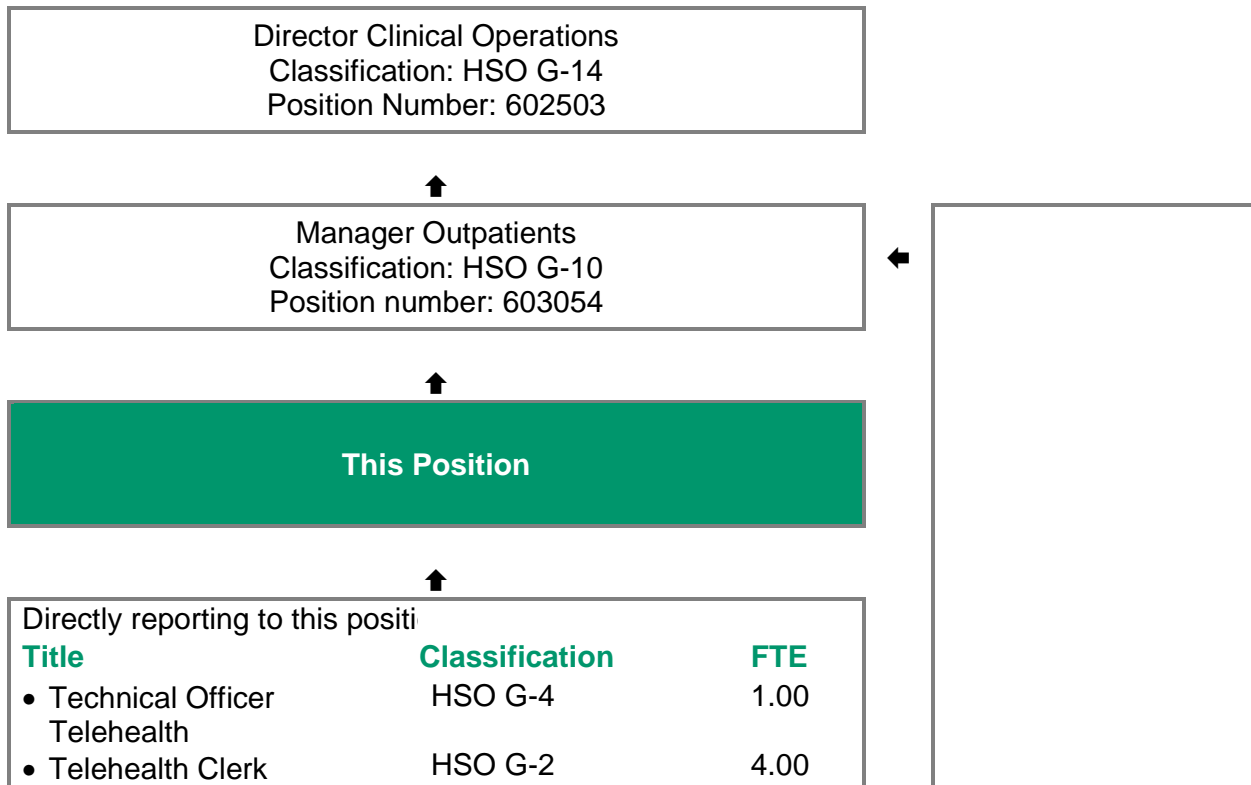 Director Clinical Operations
Classification: HSO G-14
Position Number: 602503
Manager Outpatients
Classification: HSO G-10
Position number: 603054
This Position
Directly reporting to this positi
Title Classification FTE
• Technical Officer HSO G-4 1.00
Telehealth
• Telehealth Clerk HSO G-2 4.00